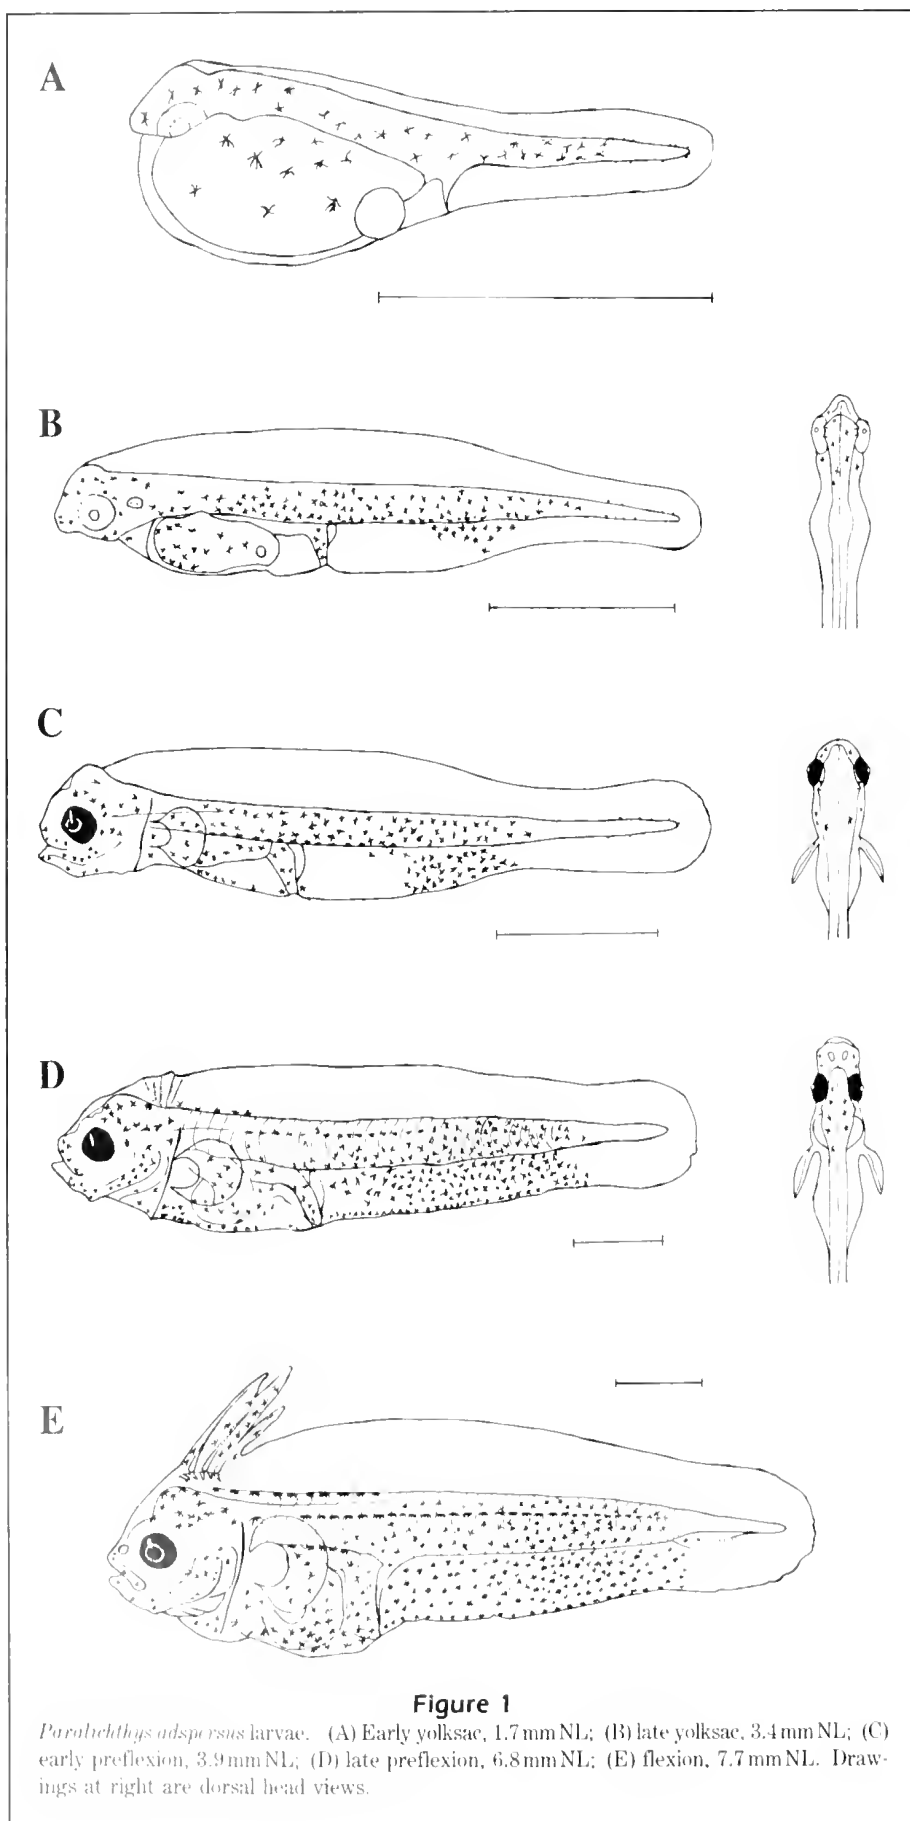 A
B
C
D
E
Figure 1
Paralichthys adspersus larvae. (A) Early yolksac, 1.7 mm NL; (B) late yolksac, 3.4 mm NL; (C)
early preflexion, 3.9 mm NL; (D) late preflexion, 6.8 mm NL; (E) flexion, 7.7 mm NL. Draw-
ings at right are dorsal head views.